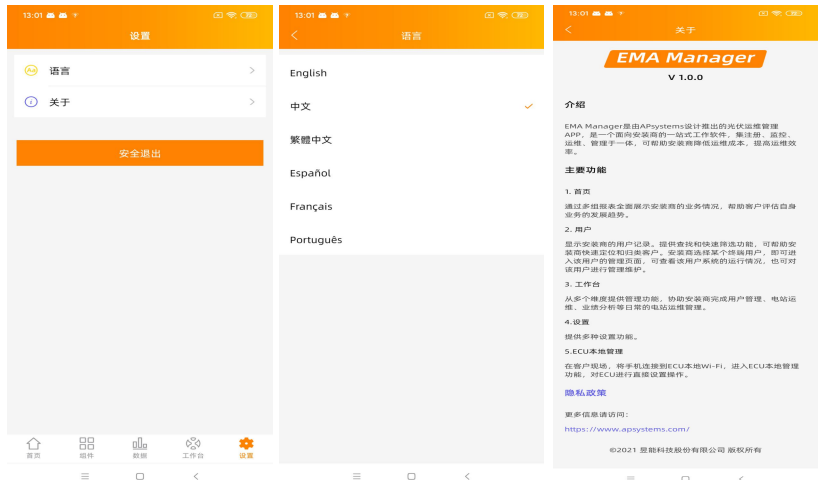 13:01
设置
语言
关于
安全退出
首页
组件
数据
工作台
设置
13:01
语言
English
中文
繁體中文
Español
Français
Português
13:01
关于
EMA Manager
V 1.0.0
介绍
EMA Manager是由APsystems设计推出的光伏运维管理
APP，是一个面向安装商的一站式工作软件，集注册、监控、
运维、管理于一体，可帮助安装商降低运维成本，提高运维效
率。
主要功能
1. 首页
通过多组报表全面展示安装商的业务情况，帮助客户评估自身
业务的发展趋势。
2. 用户
显示安装商的用户记录。提供查找和快速筛选功能，可帮助安
装商快速定位和归类客户。安装商选择某个终端用户，即可进
入该用户的管理页面，可查看该用户系统的运行情况，也可对
该用户进行管理维护。
3. 工作台
从多个维度提供管理功能，协助安装商完成用户管理、电站运
维、业绩分析等日常的电站运维管理。
4.设置
提供多种设置功能。
5.ECU本地管理
在客户现场，将手机连接到ECU本地Wi-Fi，进入ECU本地管理
功能，对ECU进行直接设置操作。
隐私政策
更多信息请访问：
https://www.apsystems.com/
©2021 昱能科技股份有限公司 版权所有